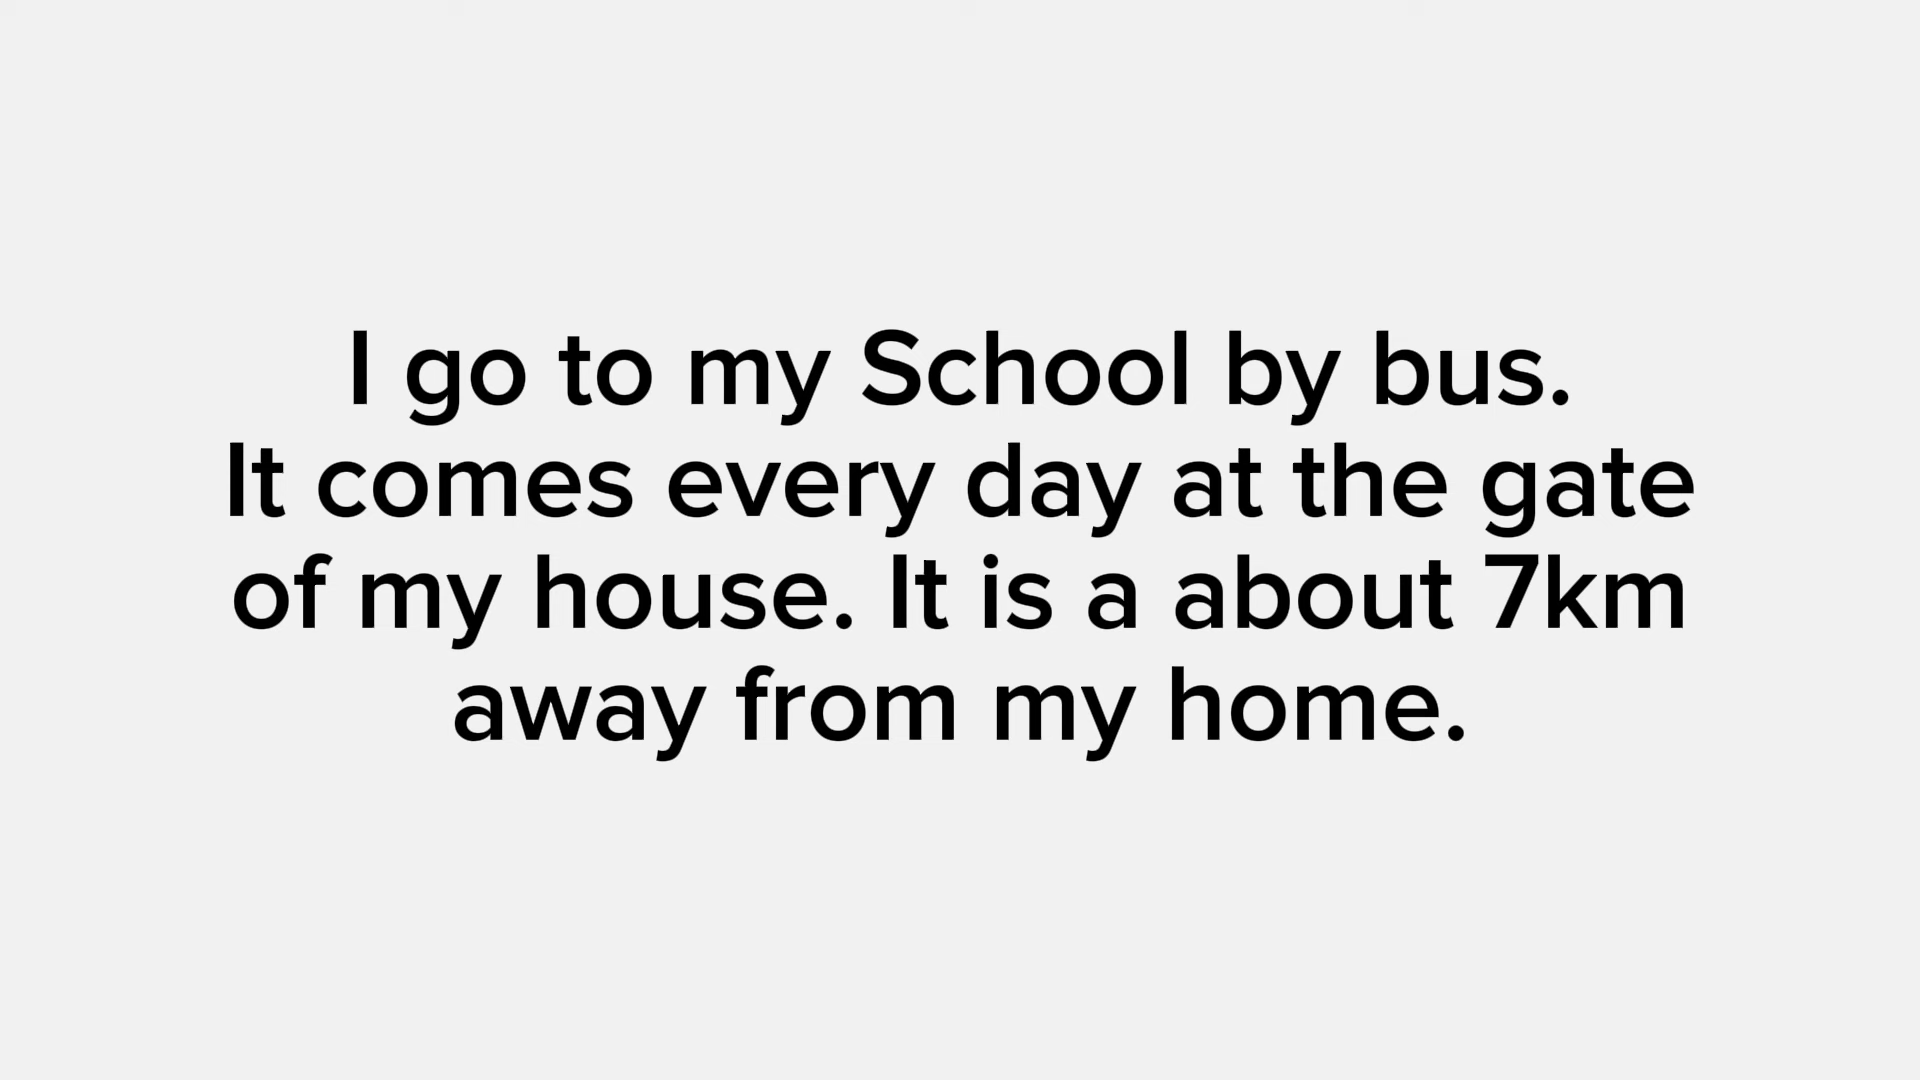 I go to my School by bus.
It comes every day at the gate
of my house. It is a about 7km
away from my home.